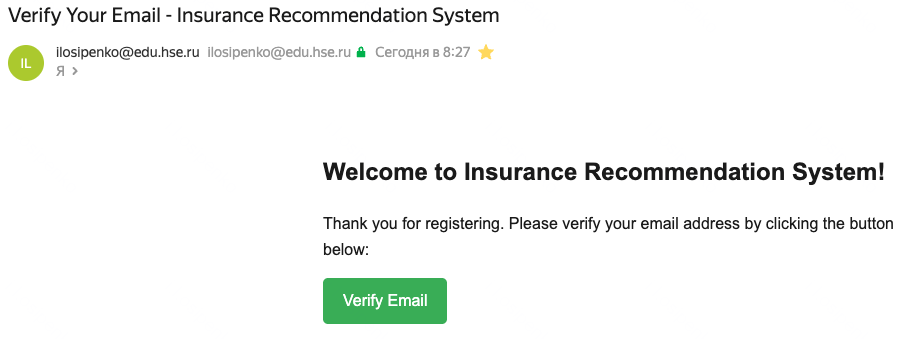 Verify Your Email - Insurance Recommendation System
IL
ilosipenko@edu.hse.ru ilosipenko@edu.hse.ru Сегодня в 8:27
Я >
Welcome to Insurance Recommendation System!
Thank you for registering. Please verify your email address by clicking the button
below:
Verify Email